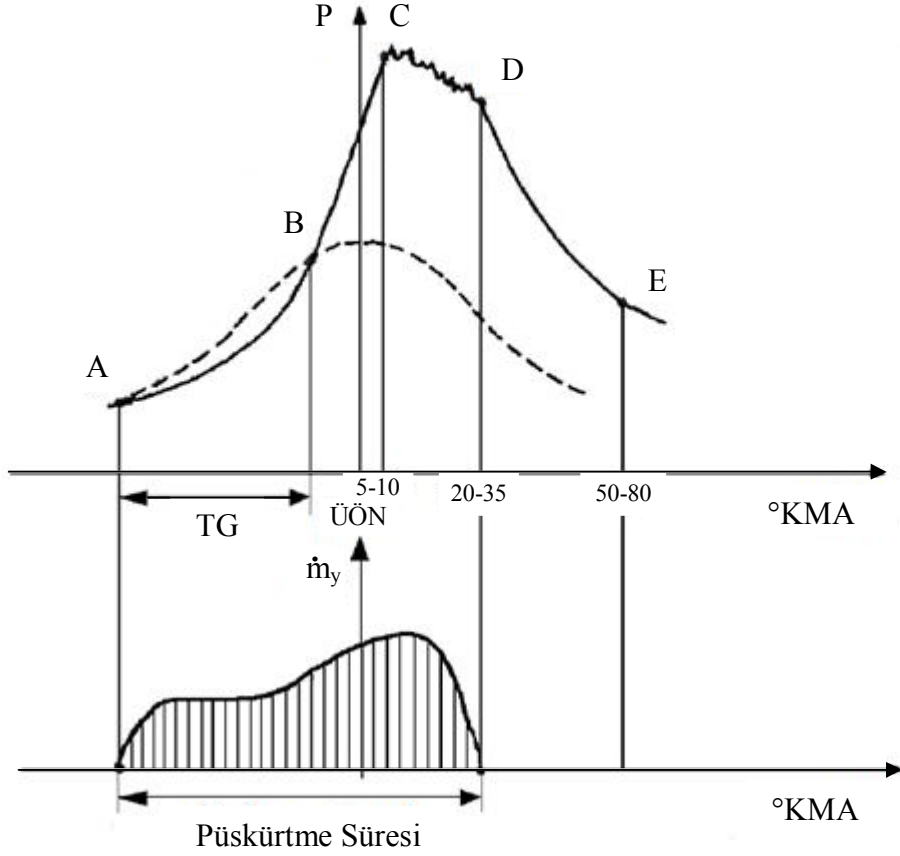 P
C
D
B
E
A
5-10
20-35
50-80
°KMA
TG
ÜÖN
ṁy
°KMA
Püskürtme Süresi